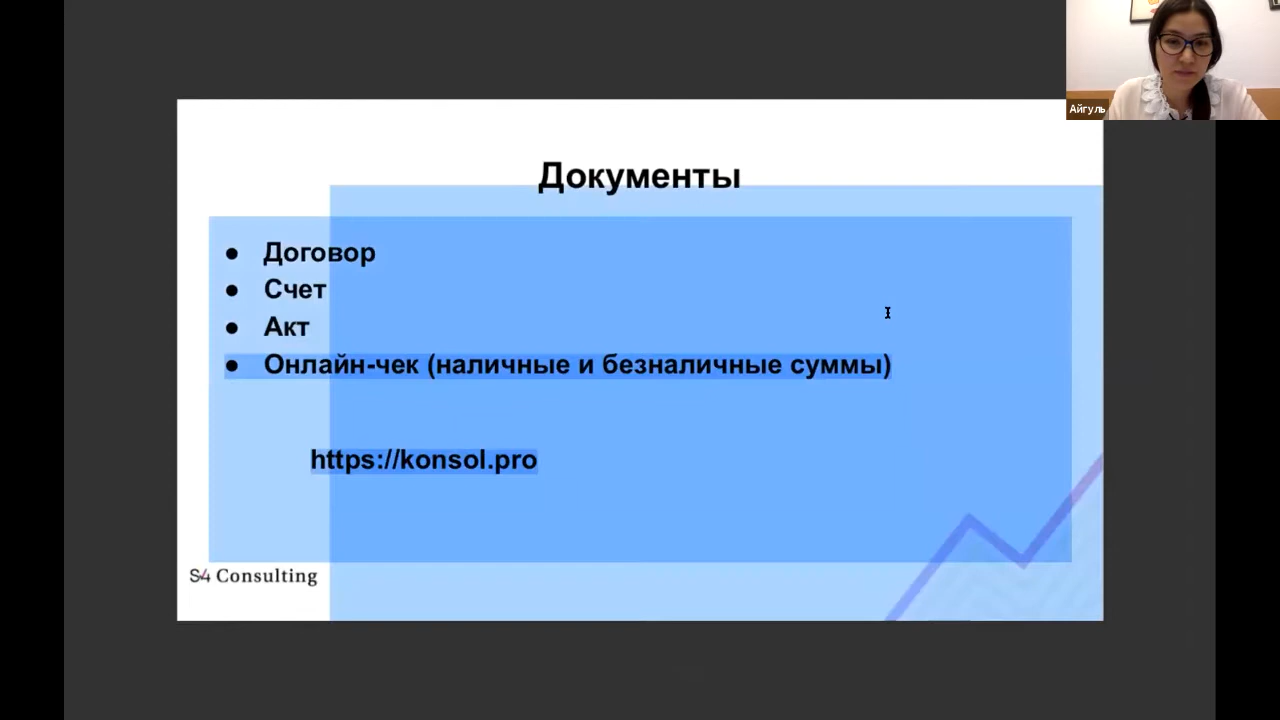 Айгуль
Документы
● Договор
● Счет
● Акт
● Онлайн-чек (наличные и безналичные суммы)
https://konsol.pro
S4 Consulting